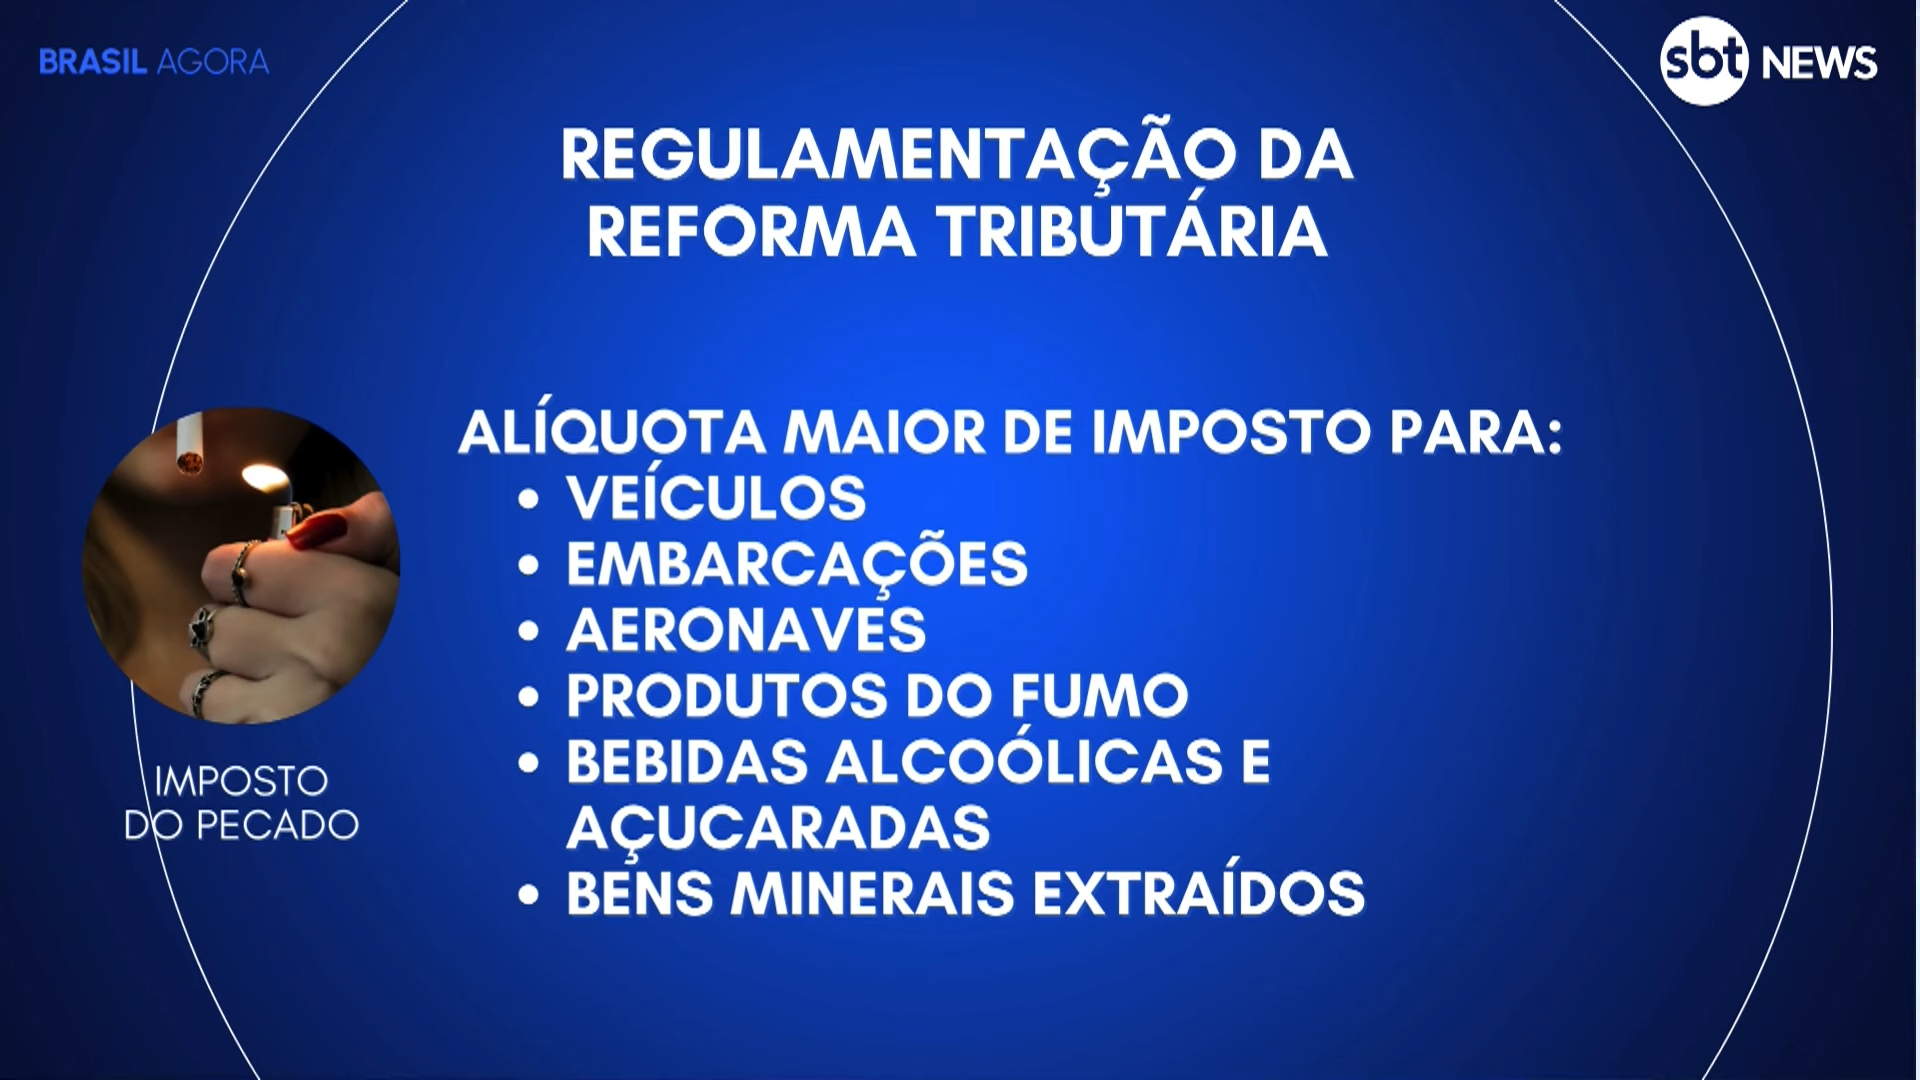 BRASIL AGORA
sbt NEWS
REGULAMENTAÇÃO DA
REFORMA TRIBUTÁRIA
ALÍQUOTA MAIOR DE IMPOSTO PARA:
• VEÍCULOS
• EMBARCAÇÕES
• AERONAVES
• PRODUTOS DO FUMO
• BEBIDAS ALCOÓLICAS E
AÇUCARADAS
• BENS MINERAIS EXTRAÍDOS
IMPOSTO
DO PECADO